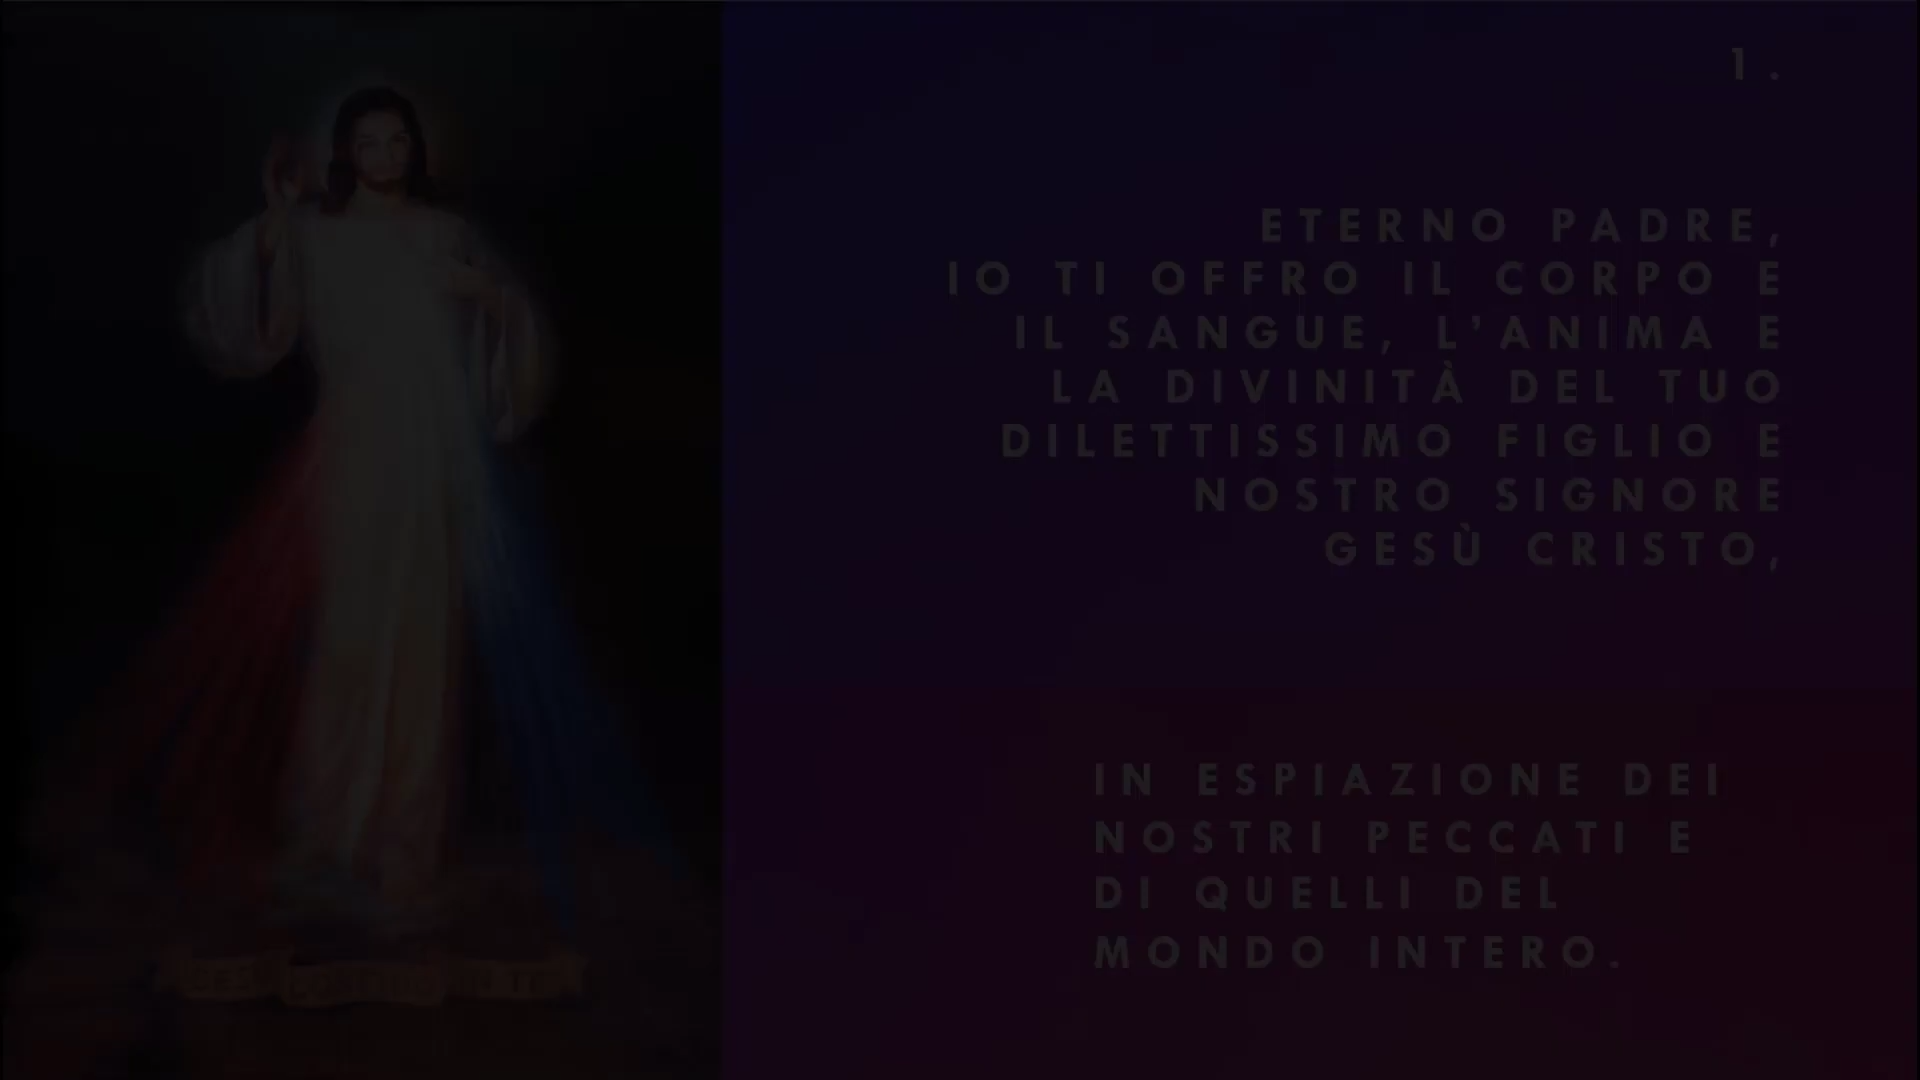 1.
ETERNO PADRE,
IO TI OFFRO IL CORPO E
IL SANGUE, L'ANIMA E
LA DIVINITÀ DEL TUO
DILETTISSIMO FIGLIO E
NOSTRO SIGNORE
GESÙ CRISTO,
IN ESPIAZIONE DEI
NOSTRI PECCATI E
DI QUELLI DEL
MONDO INTERO.